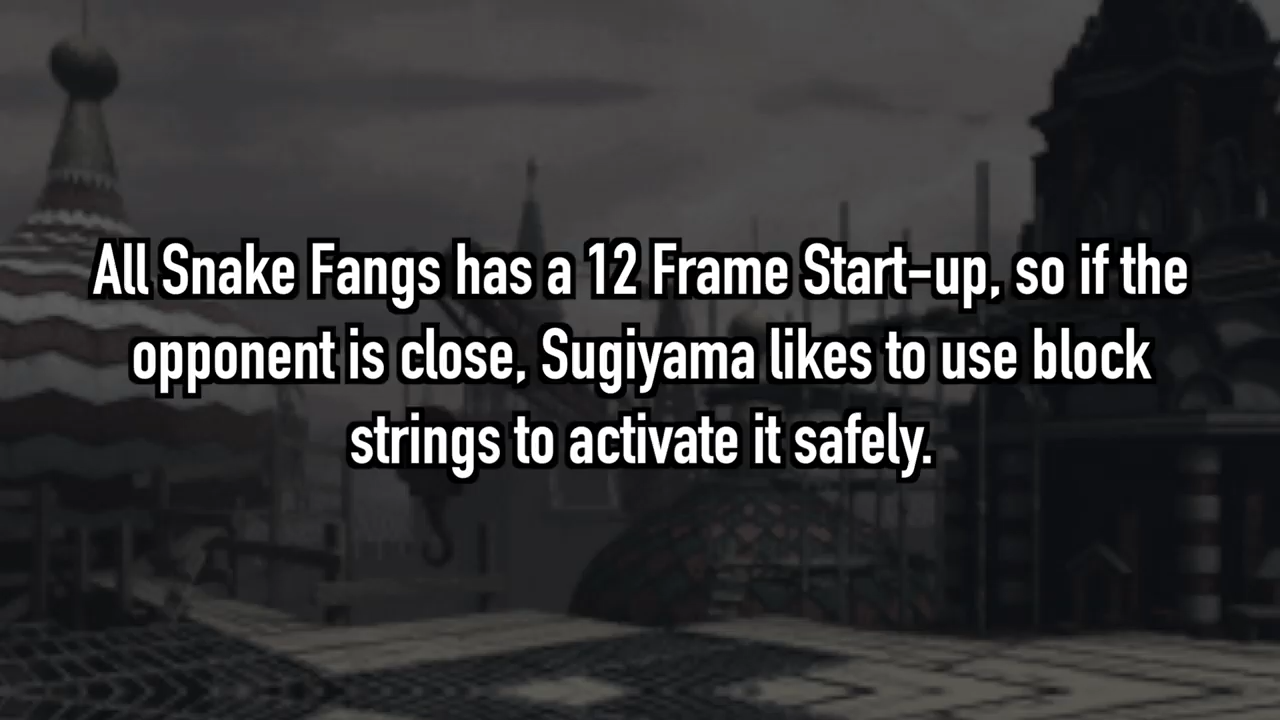 All Snake Fangs has a 12 Frame Start-up, so if the
opponent is close, Sugiyama likes to use block
strings to activate it safely.